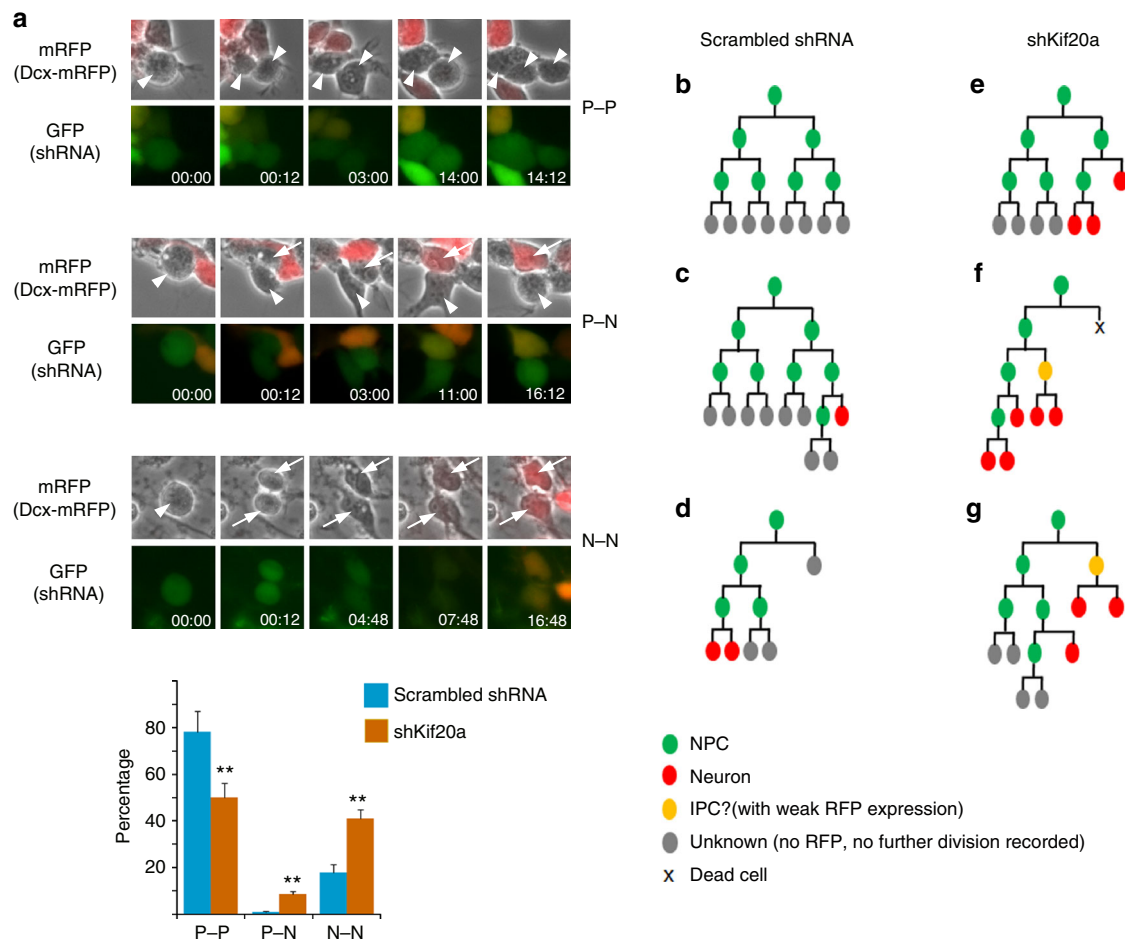 a
mRFP
(Dcx-mRFP)
GFP
(shRNA)
00:00 00:12 03:00 14:00 14:12
P–P
mRFP
(Dcx-mRFP)
GFP
(shRNA)
00:00 00:12 03:00 11:00 16:12
P–N
mRFP
(Dcx-mRFP)
GFP
(shRNA)
00:00 00:12 04:48 07:48 16:48
N–N
Percentage
80
60
40
20
** ** **
P–P P–N N–N
Scrambled shRNA
shKif20a
Scrambled shRNA shKif20a
b e
c f
x
d g
NPC
Neuron
IPC?(with weak RFP expression)
Unknown (no RFP, no further division recorded)
x Dead cell